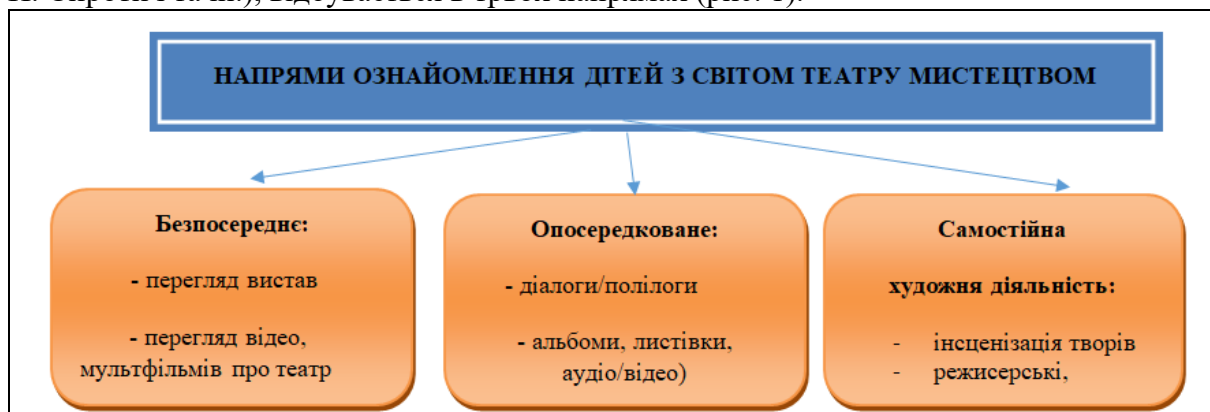 НАПРЯМИ ОЗНАЙОМЛЕННЯ ДІТЕЙ З СВІТОМ ТЕАТРУ МИСТЕЦТВОМ
Безпосереднє:
- перегляд вистав
- перегляд відео,
мультфільмів про театр
Опосередковане:
- діалоги/полілоги
- альбоми, листівки,
аудіо/відео)
Самостійна
художня діяльність:
- інсценізація творів
- режисерські,